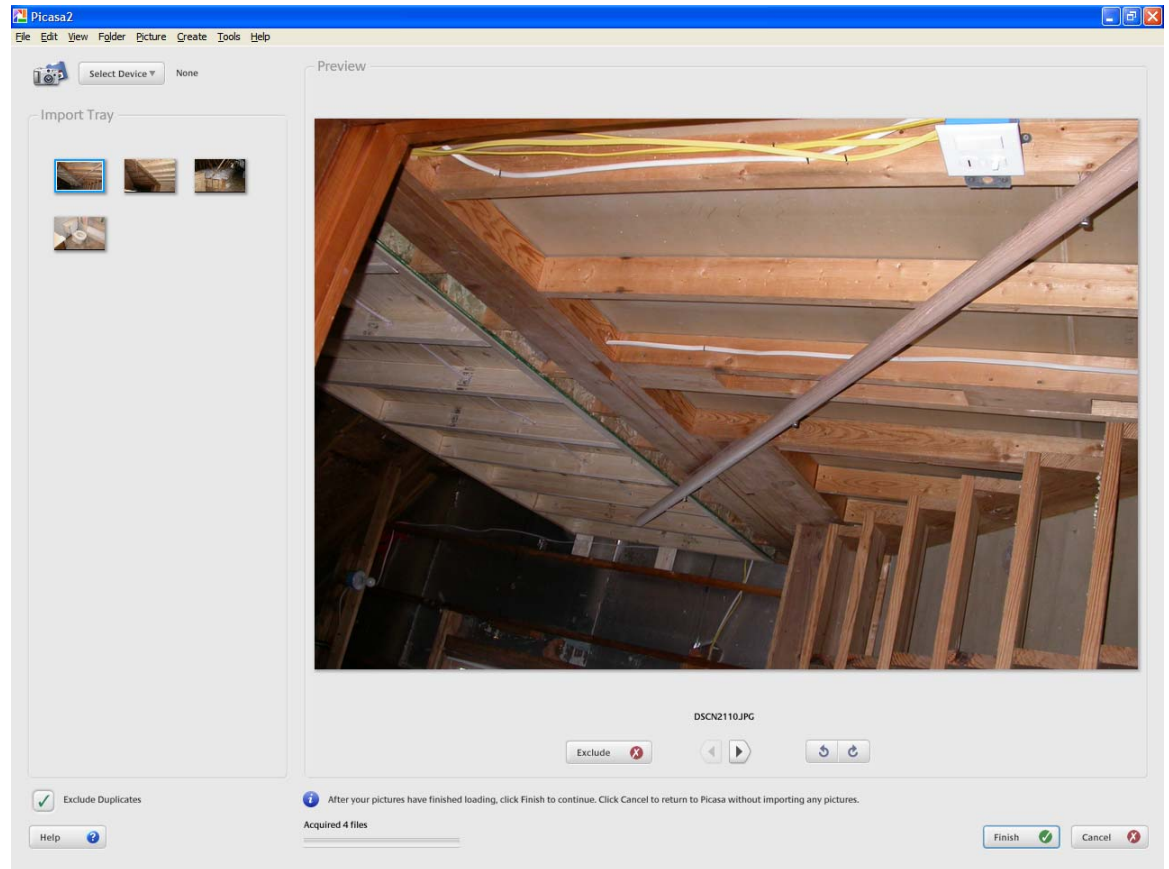 Picasa2
File Edit View Folder Picture Create Tools Help
Select Device None
Preview
Import Tray
DSCN2110.JPG
Exclude
Exclude Duplicates
After your pictures have finished loading, click Finish to continue. Click Cancel to return to Picasa without importing any pictures.
Acquired 4 files
Help
Finish
Cancel